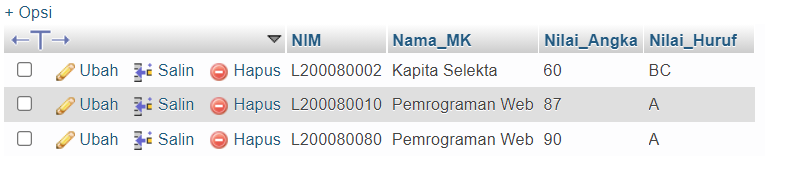 + Opsi
←T→ NIM Nama_MK Nilai_Angka Nilai_Huruf
Ubah Salin Hapus L200080002 Kapita Selekta 60 BC
Ubah Salin Hapus L200080010 Pemrograman Web 87 A
Ubah Salin Hapus L200080080 Pemrograman Web 90 A